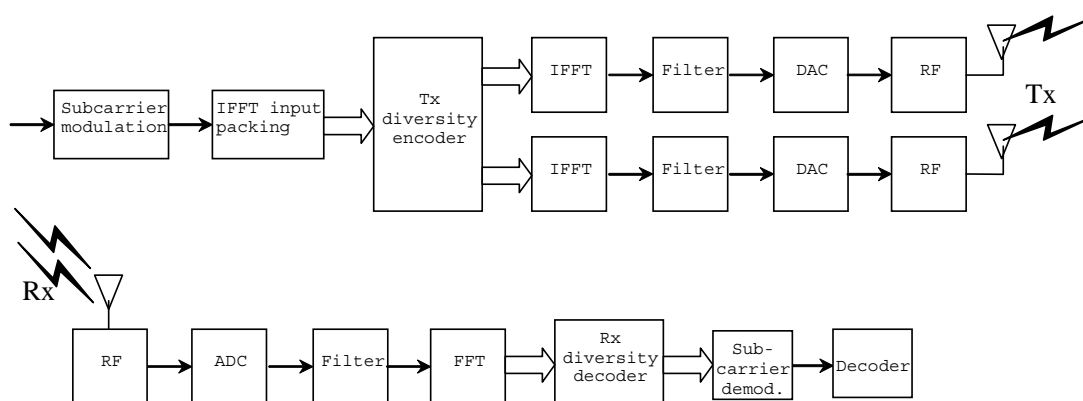 Subcarrier
modulation
IFFT input
packing
Tx
diversity
encoder
IFFT
Filter
DAC
RF
Tx
IFFT
Filter
DAC
RF
Rx
RF
ADC
Filter
FFT
Rx
diversity
decoder
Sub-
carrier
demod.
Decoder